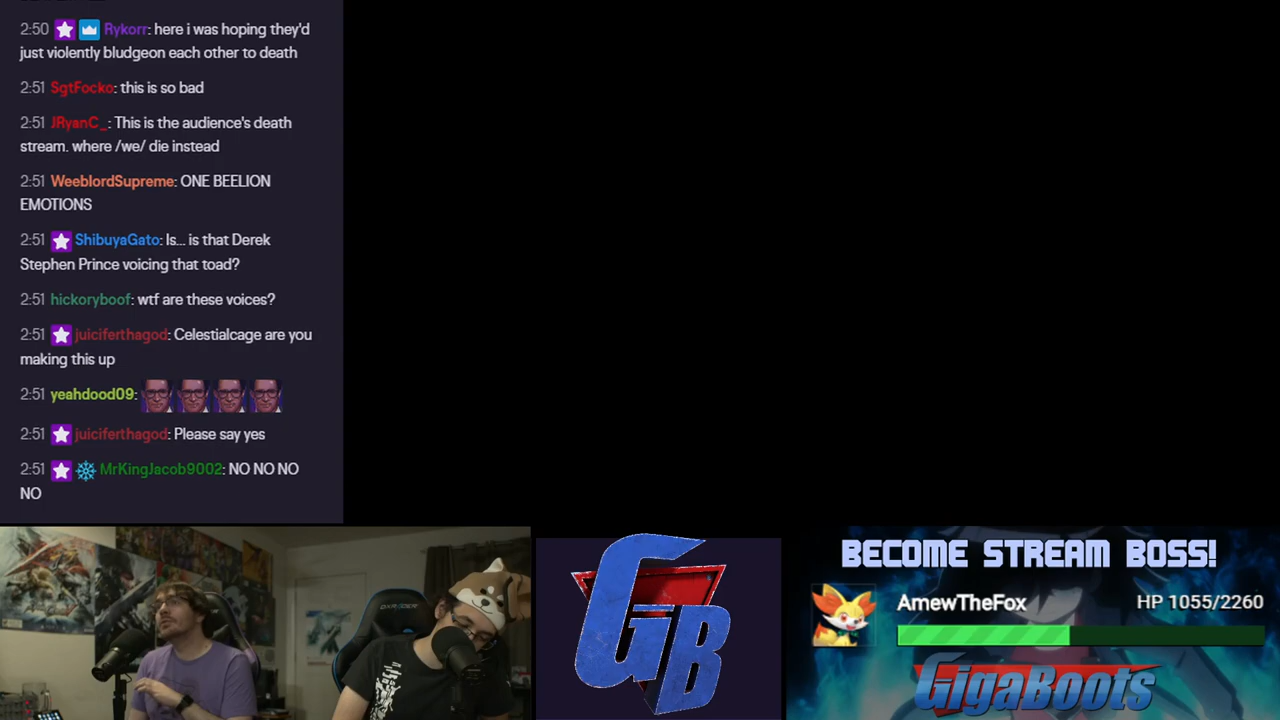 2:50 Rykorr: here i was hoping they'd
just violently bludgeon each other to death
2:51 SgtFocko: this is so bad
2:51 JRyanC_: This is the audience's death
stream. where /we/ die instead
2:51 WeeblordSupreme: ONE BEELION
EMOTIONS
2:51 ShibuyaGato: Is... is that Derek
Stephen Prince voicing that toad?
2:51 hickoryboof: wtf are these voices?
2:51 juiciferthagod: Celestialcage are you
making this up
2:51 yeahdood09:
2:51 juiciferthagod: Please say yes
2:51 MrKingJacob9002: NO NO NO
NO
DXRACER
GB
BECOME STREAM BOSS!
AmewTheFox HP 1055/2260
GIGABOOTS